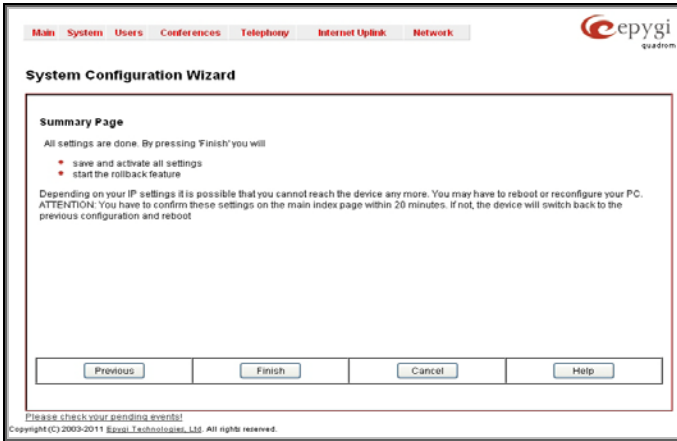 Main System Users Conferences Telephony Internet Uplink Network
epygi
quadrom
System Configuration Wizard
Summary Page
All settings are done. By pressing 'Finish' you will
save and activate all settings
start the rollback feature
Depending on your IP settings it is possible that you cannot reach the device any more. You may have to reboot or reconfigure your PC.
ATTENTION: You have to confirm these settings on the main index page within 20 minutes. If not, the device will switch back to the
previous configuration and reboot
Previous Finish Cancel Help
Please check your pending events!
Copyright (C) 2003-2011 Epygi Technologies, Ltd. All rights reserved.